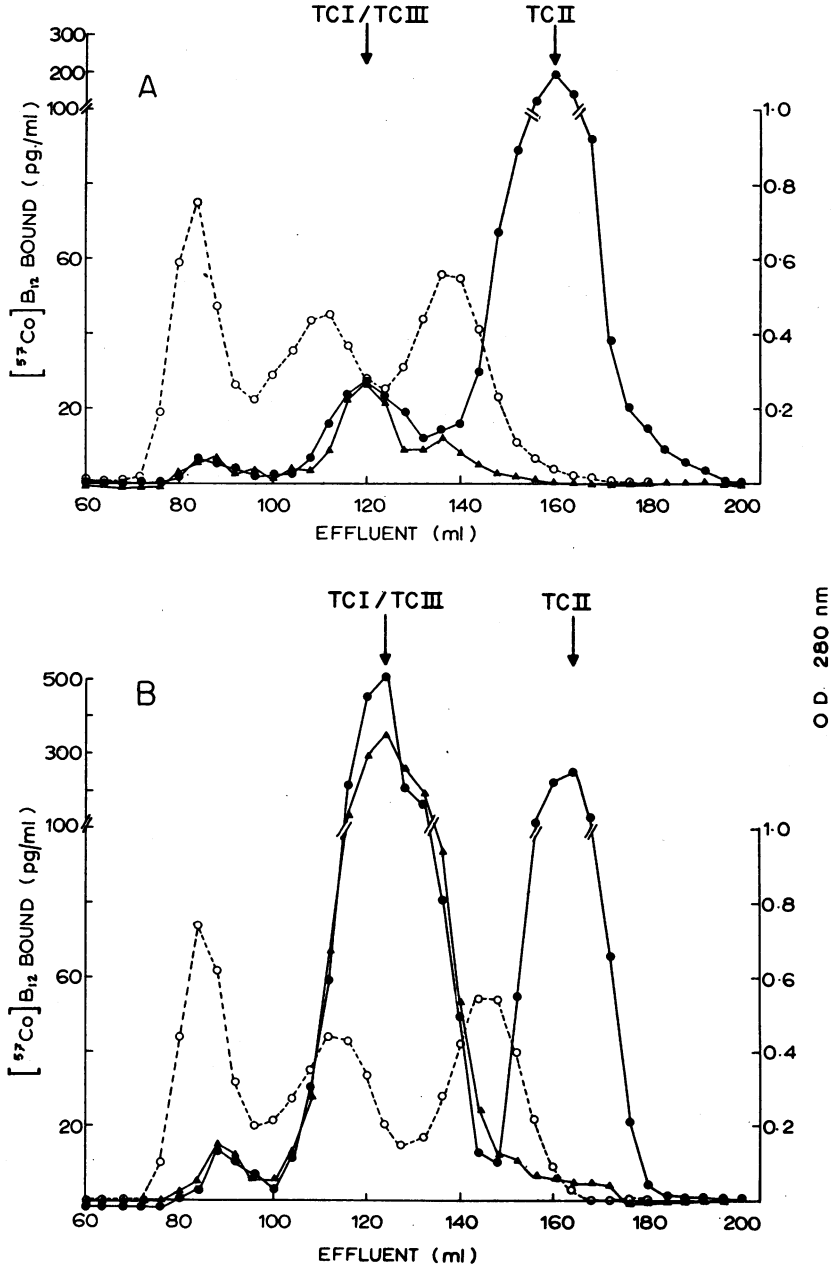 TCI/TCIII TCII
A
300
200
100
60
20
1·0
0·8
0·6
0·4
0·2
[⁵⁷Co]B₁₂ BOUND (pg./ml)
60 80 100 120 140 160 180 200
EFFLUENT (ml)
TCI/TCIII TCII
B
500
300
100
60
20
1·0
0·8
0·6
0·4
0·2
[⁵⁷Co]B₁₂ BOUND (pg/ml)
OD. 280 nm
60 80 100 120 140 160 180 200
EFFLUENT (ml)